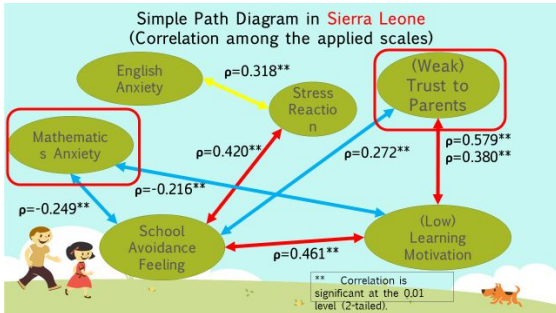 Simple Path Diagram in Sierra Leone
(Correlation among the applied scales)
English
Anxiety
ρ=0.318**
Stress
Reactio
n
(Weak)
Trust to
Parents
Mathematic
s Anxiety
ρ=0.420**
ρ=0.272**
ρ=0.579**
ρ=0.380**
ρ=-0.216**
ρ=-0.249**
School
Avoidance
Feeling
ρ=0.461**
(Low)
Learning
Motivation
** Correlation is
significant at the 0.01
level (2-tailed).